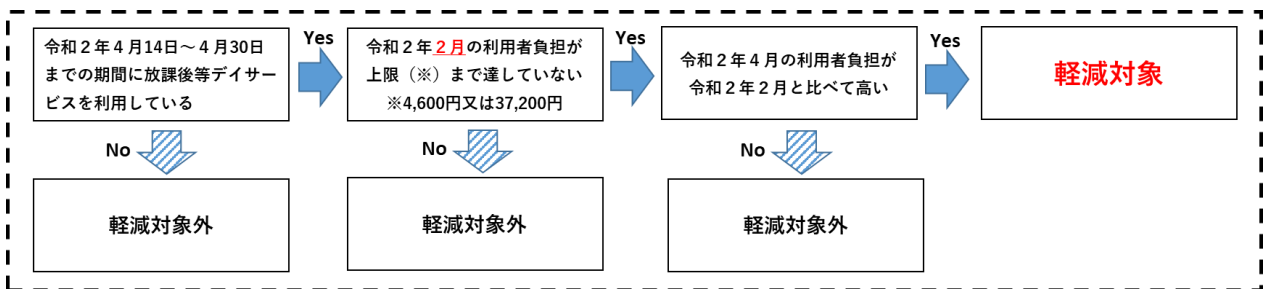 令和２年４月14日～４月30日
までの期間に放課後等デイサー
ビスを利用している
Yes
令和２年２月の利用者負担が
上限（※）まで達していない
※4,600円又は37,200円
Yes
令和２年４月の利用者負担が
令和２年２月と比べて高い
Yes
軽減対象
No
No
No
軽減対象外
軽減対象外
軽減対象外